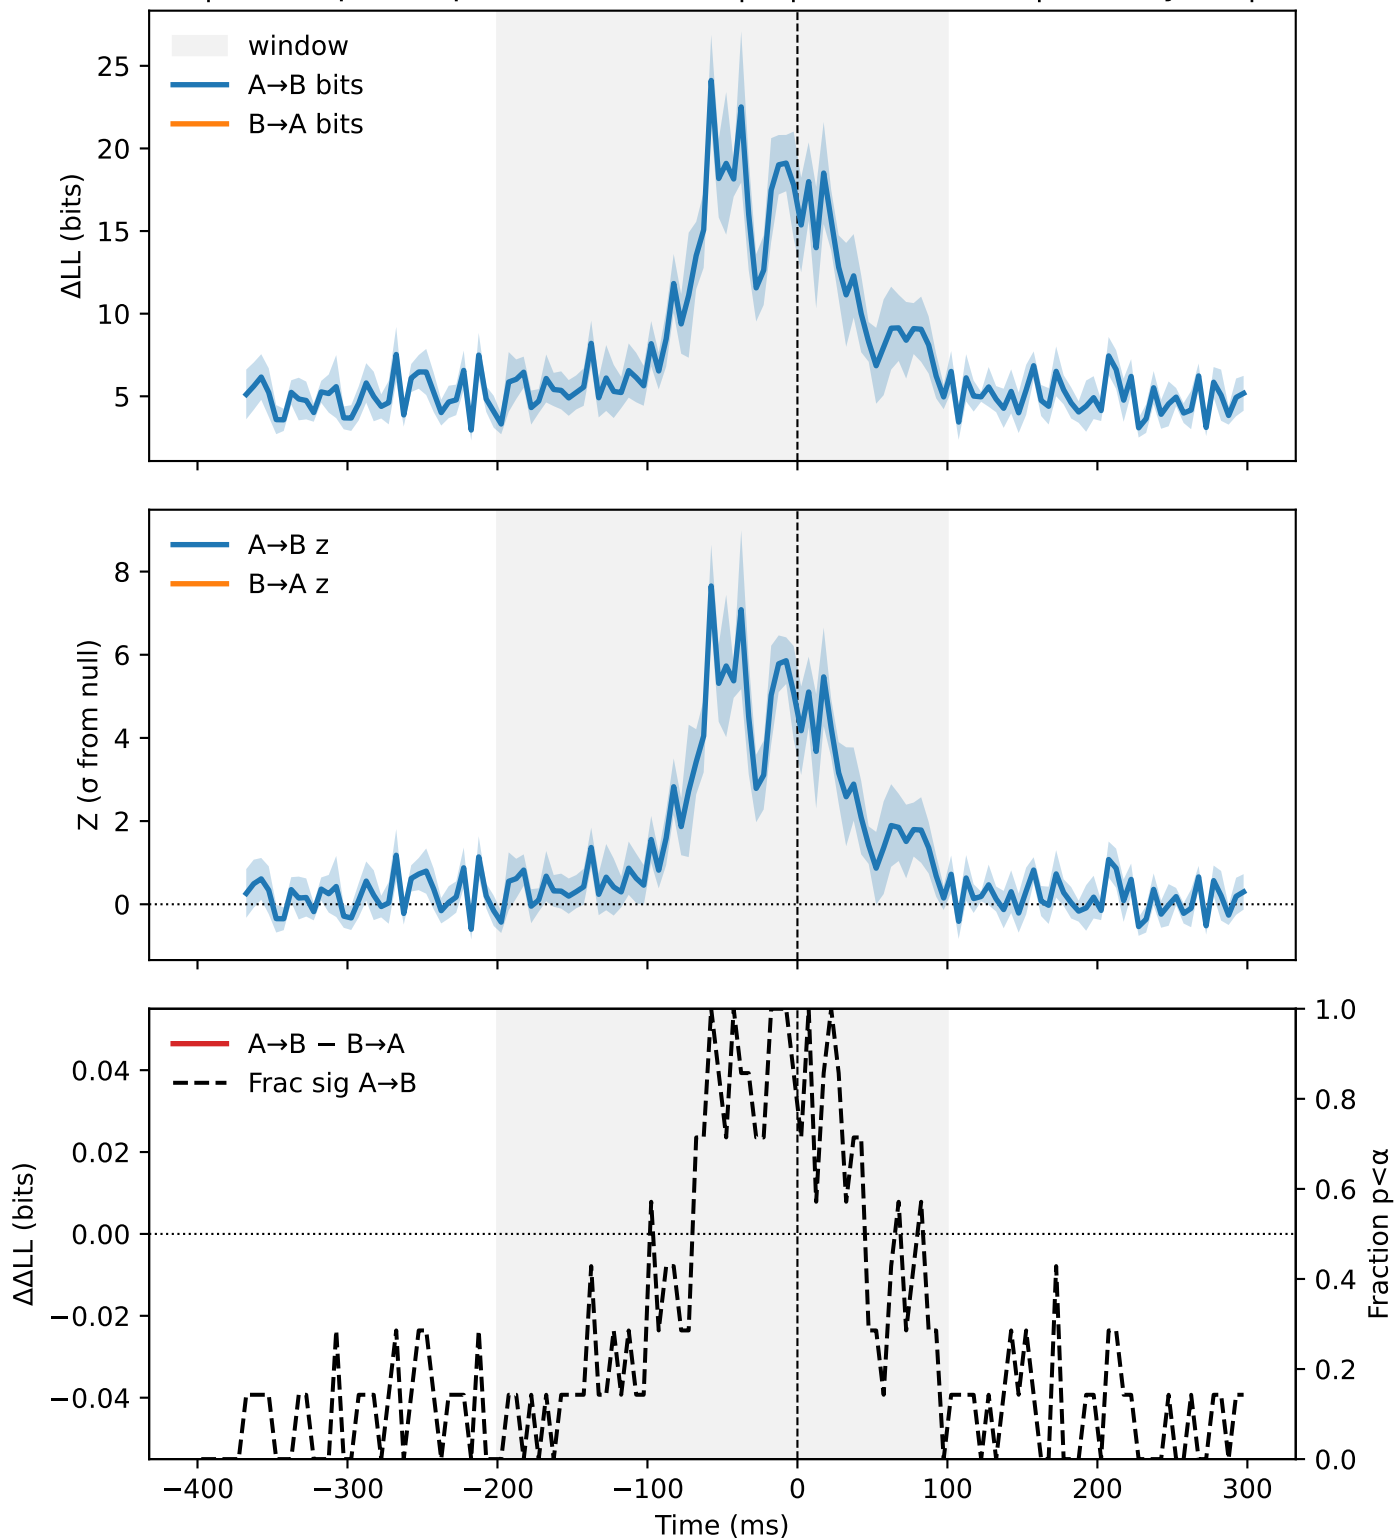 window
A→B bits
B→A bits
25
20
15
10
5
ΔLL (bits)
A→B z
B→A z
8
6
4
2
0
Z (σ from null)
A→B − B→A
Frac sig A→B
0.04
0.02
0.00
−0.02
−0.04
ΔΔLL (bits)
1.0
0.8
0.6
0.4
0.2
0.0
Fraction p<α
−400 −300 −200 −100 0 100 200 300
Time (ms)